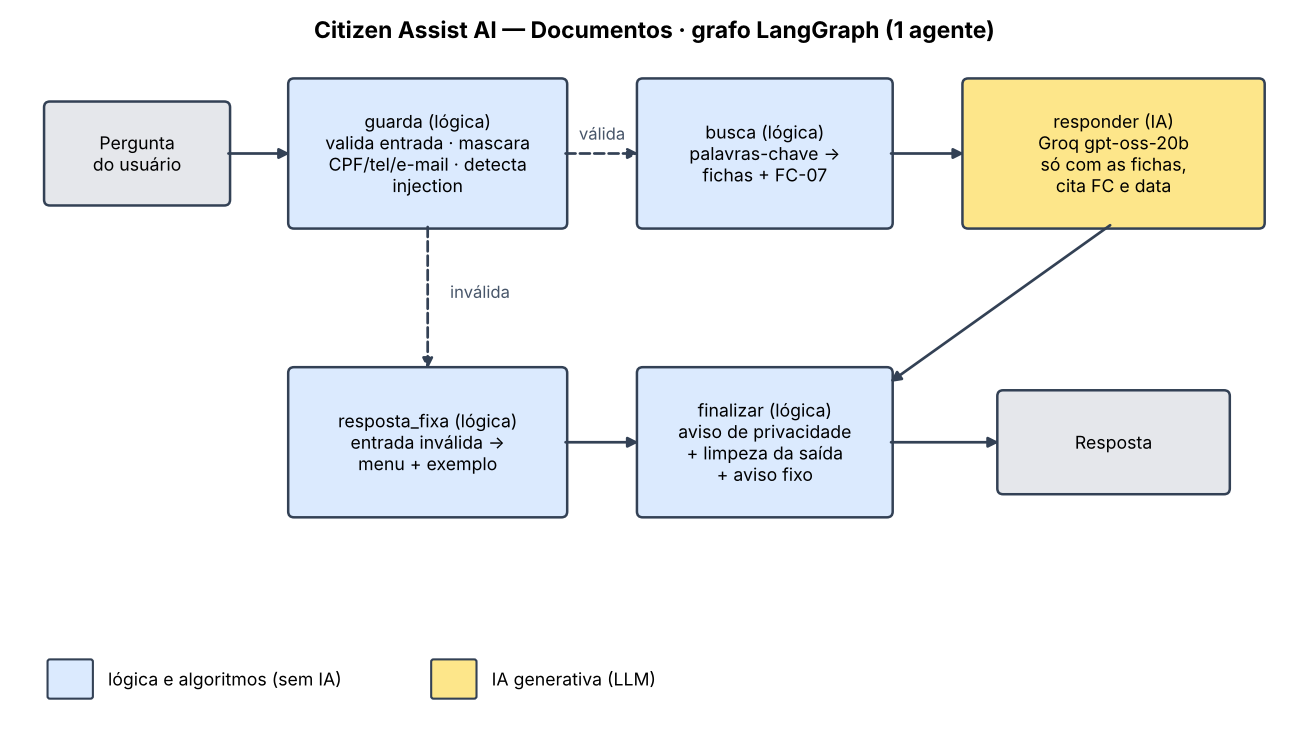 Citizen Assist AI — Documentos · grafo LangGraph (1 agente)
Pergunta
do usuário
guarda (lógica)
valida entrada · mascara
CPF/tel/e-mail · detecta
injection
válida
busca (lógica)
palavras-chave →
fichas + FC-07
responder (IA)
Groq gpt-oss-20b
só com as fichas,
cita FC e data
inválida
resposta_fixa (lógica)
entrada inválida →
menu + exemplo
finalizar (lógica)
aviso de privacidade
+ limpeza da saída
+ aviso fixo
Resposta
lógica e algoritmos (sem IA)
IA generativa (LLM)